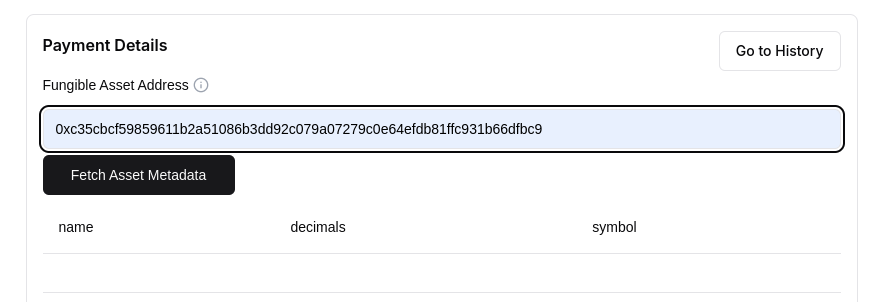 Payment Details
Go to History
Fungible Asset Address
0xc35cbcf59859611b2a51086b3dd92c079a07279c0e64efdb81ffc931b66dfbc9
Fetch Asset Metadata
name decimals symbol